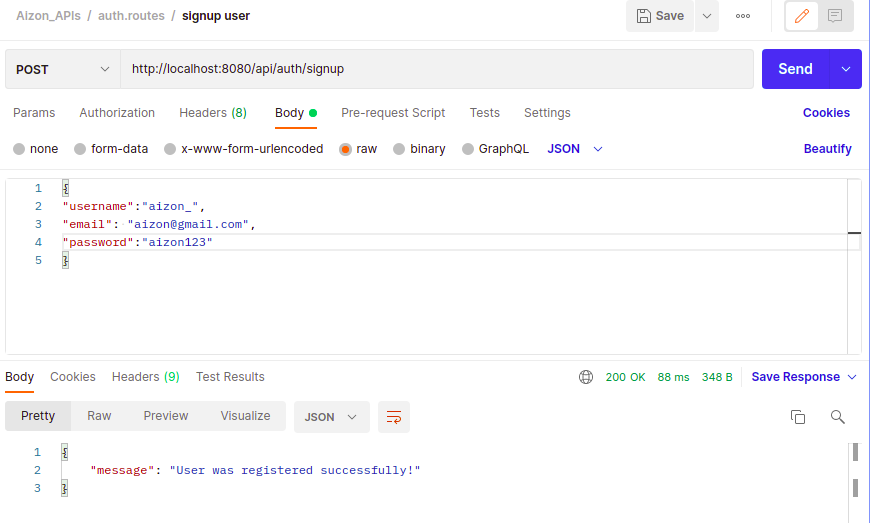 Aizon_APIs / auth.routes / signup user Save
POST http://localhost:8080/api/auth/signup Send
Params Authorization Headers (8) Body Pre-request Script Tests Settings Cookies
none form-data x-www-form-urlencoded raw binary GraphQL JSON Beautify
1 {
2 "username":"aizon_",
3 "email": "aizon@gmail.com",
4 "password":"aizon123"
5 }
Body Cookies Headers (9) Test Results 200 OK 88 ms 348 B Save Response
Pretty Raw Preview Visualize JSON
1 {
2 "message": "User was registered successfully!"
3 }